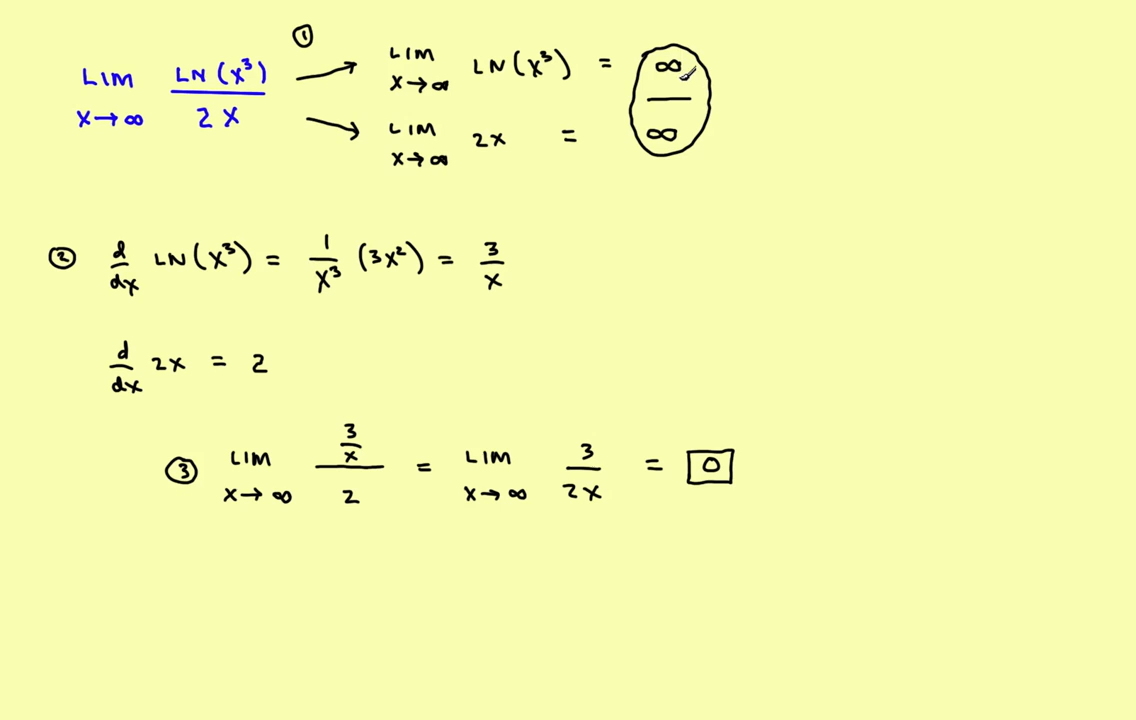 ①
LIM x→∞ LN(x³)/2x → LIM x→∞ LN(x³) = ∞
→ LIM x→∞ 2x = ∞
② d/dx LN(x³) = 1/x³ (3x²) = 3/x
d/dx 2x = 2
③ LIM x→∞ (3/x)/2 = LIM x→∞ 3/2x = 0